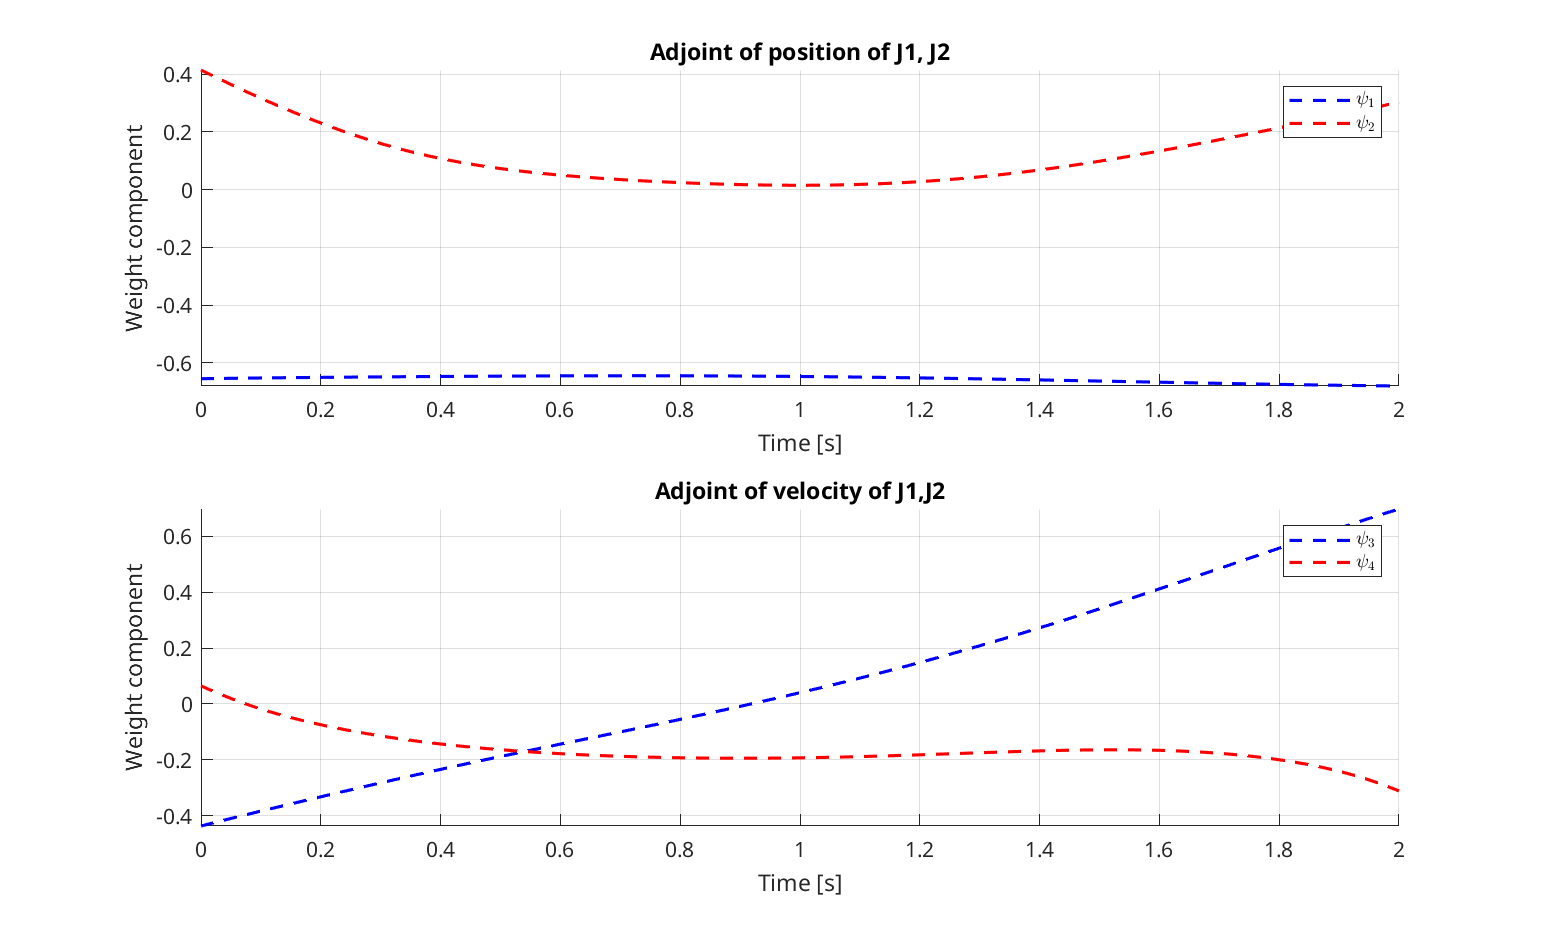 Adjoint of position of J1, J2
Weight component
0.4
0.2
0
-0.2
-0.4
-0.6
ψ1
ψ2
0 0.2 0.4 0.6 0.8 1 1.2 1.4 1.6 1.8 2
Time [s]
Adjoint of velocity of J1,J2
Weight component
0.6
0.4
0.2
0
-0.2
-0.4
ψ3
ψ4
0 0.2 0.4 0.6 0.8 1 1.2 1.4 1.6 1.8 2
Time [s]